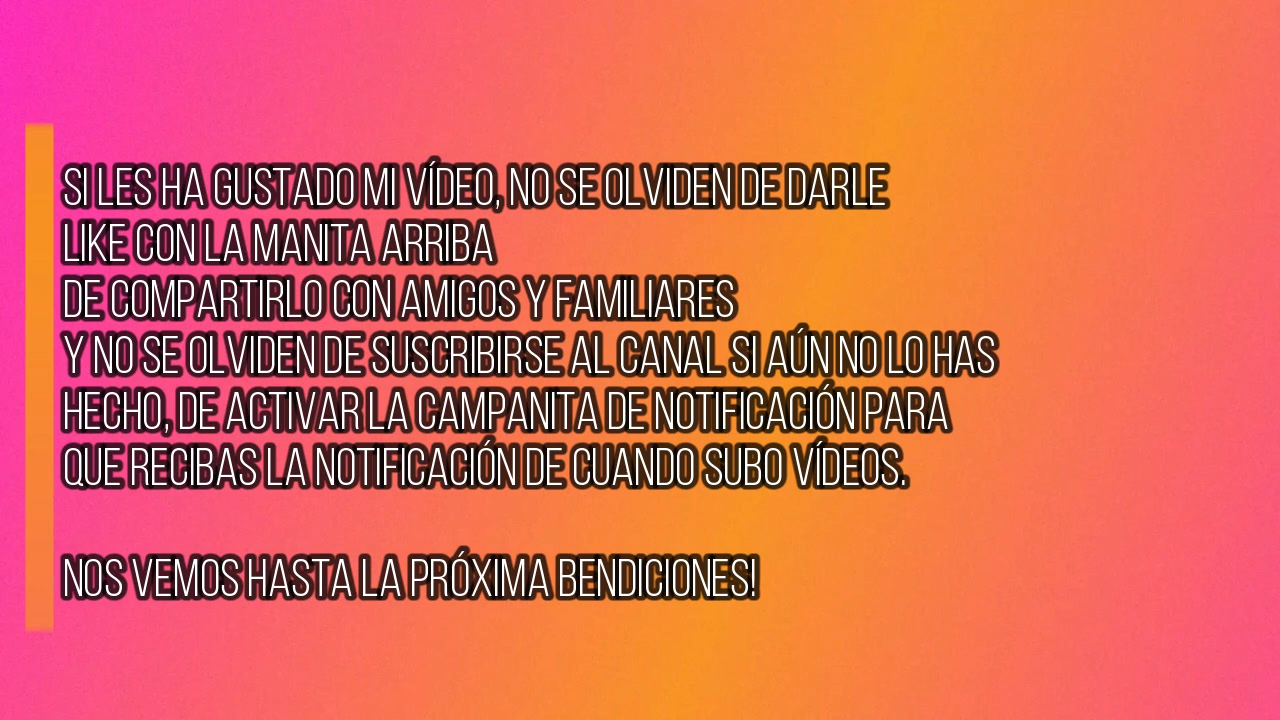 SI LES HA GUSTADO MI VÍDEO, NO SE OLVIDEN DE DARLE
LIKE CON LA MANITA ARRIBA
DE COMPARTIRLO CON AMIGOS Y FAMILIARES
Y NO SE OLVIDEN DE SUSCRIBIRSE AL CANAL SI AÚN NO LO HAS
HECHO, DE ACTIVAR LA CAMPANITA DE NOTIFICACIÓN PARA
QUE RECIBAS LA NOTIFICACIÓN DE CUANDO SUBO VÍDEOS.
NOS VEMOS HASTA LA PRÓXIMA BENDICIONES!